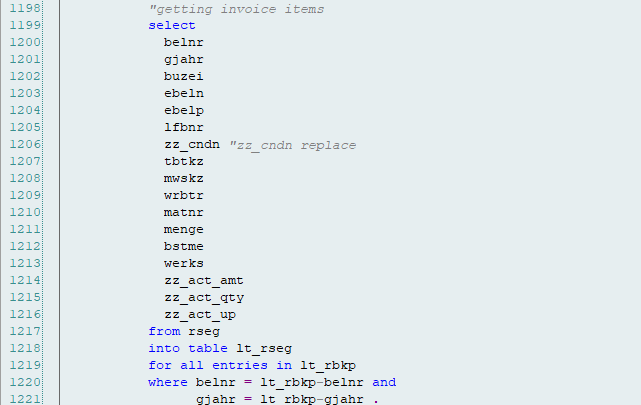 1198 "getting invoice items
1199 select
1200 belnr
1201 gjahr
1202 buzei
1203 ebeln
1204 ebelp
1205 lfbnr
1206 zz_cndn "zz_cndn replace
1207 tbtkz
1208 mwskz
1209 wrbtr
1210 matnr
1211 menge
1212 bstme
1213 werks
1214 zz_act_amt
1215 zz_act_qty
1216 zz_act_up
1217 from rseg
1218 into table lt_rseg
1219 for all entries in lt_rbkp
1220 where belnr = lt_rbkp-belnr and
1221 gjahr = lt_rbkp-gjahr .